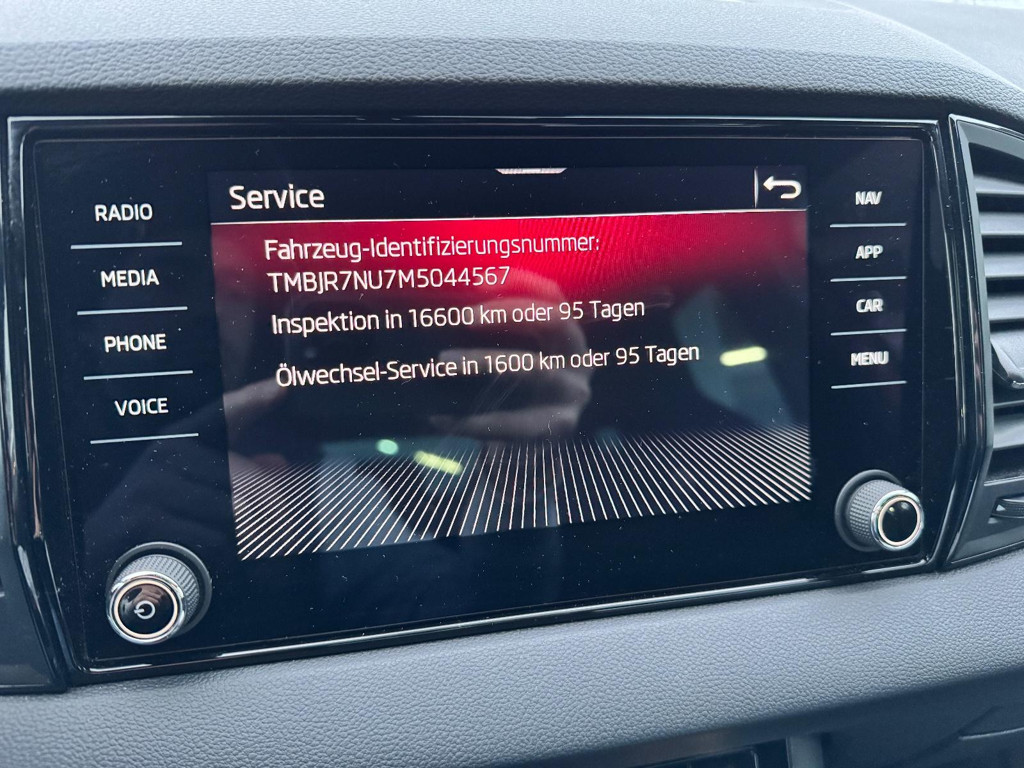 Service
RADIO
MEDIA
PHONE
VOICE
Fahrzeug-Identifizierungsnummer:
TMBJR7NU7M5044567
Inspektion in 16600 km oder 95 Tagen
Ölwechsel-Service in 1600 km oder 95 Tagen
NAV
APP
CAR
MENU